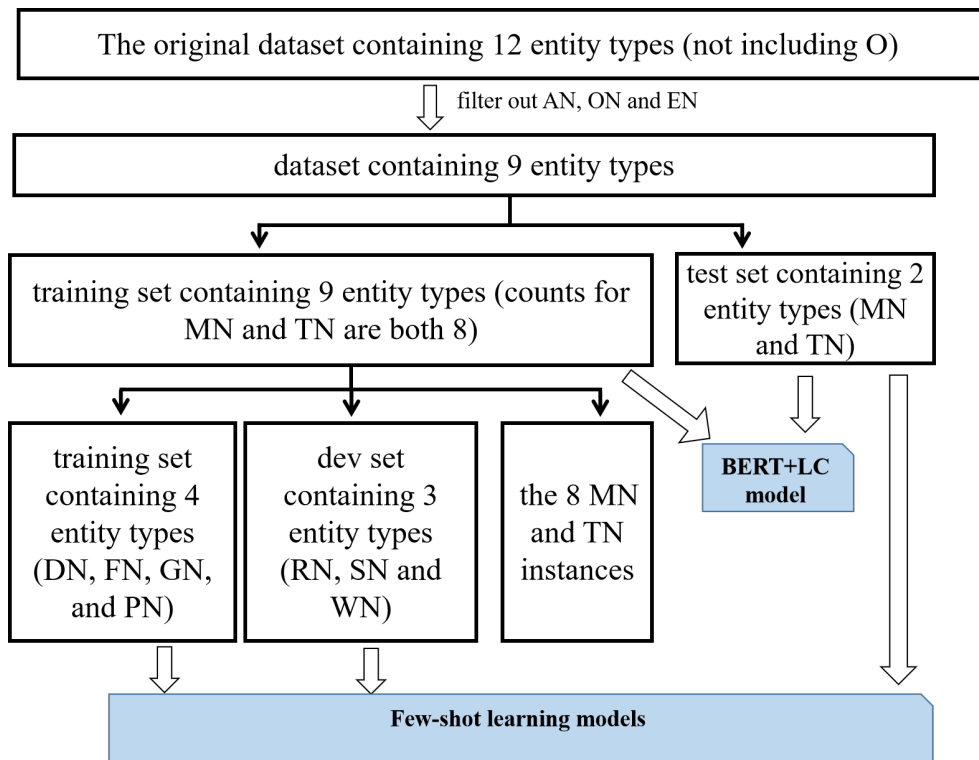 The original dataset containing 12 entity types (not including O)
filter out AN, ON and EN
dataset containing 9 entity types
training set containing 9 entity types (counts for
MN and TN are both 8)
test set containing 2
entity types (MN
and TN)
training set
containing 4
entity types
(DN, FN, GN,
and PN)
dev set
containing 3
entity types
(RN, SN and
WN)
the 8 MN
and TN
instances
BERT+LC
model
Few-shot learning models